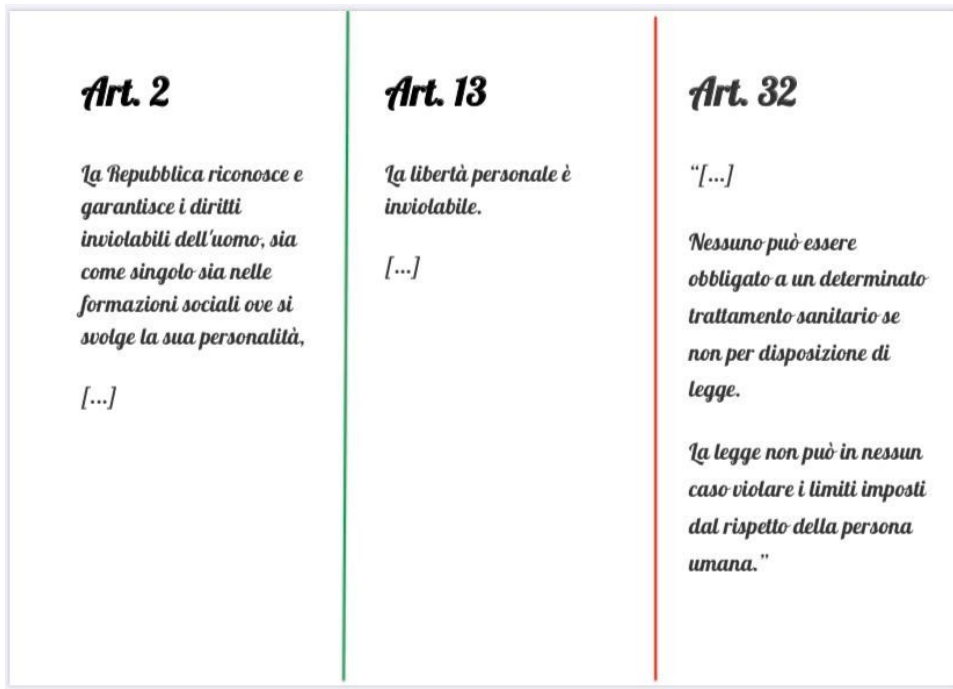 Art. 2
La Repubblica riconosce e
garantisce i diritti
inviolabili dell'uomo, sia
come singolo sia nelle
formazioni sociali ove si
svolge la sua personalità,
[...]
Art. 13
La libertà personale è
inviolabile.
[...]
Art. 32
“[...]
Nessuno può essere
obbligato a un determinato
trattamento sanitario se
non per disposizione di
legge.
La legge non può in nessun
caso violare i limiti imposti
dal rispetto della persona
umana.”